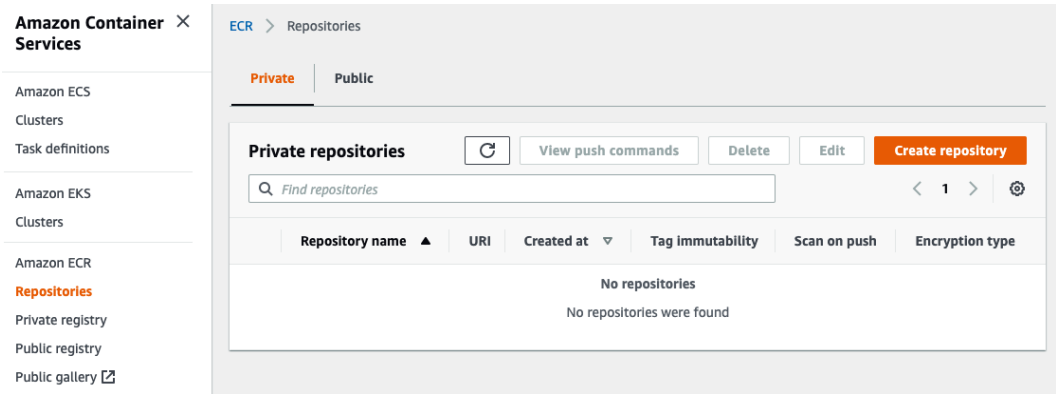 Amazon Container
Services
Amazon ECS
Clusters
Task definitions
Amazon EKS
Clusters
Amazon ECR
Repositories
Private registry
Public registry
Public gallery
ECR > Repositories
Private Public
Private repositories View push commands Delete Edit Create repository
Find repositories 1
Repository name URI Created at Tag immutability Scan on push Encryption type
No repositories
No repositories were found